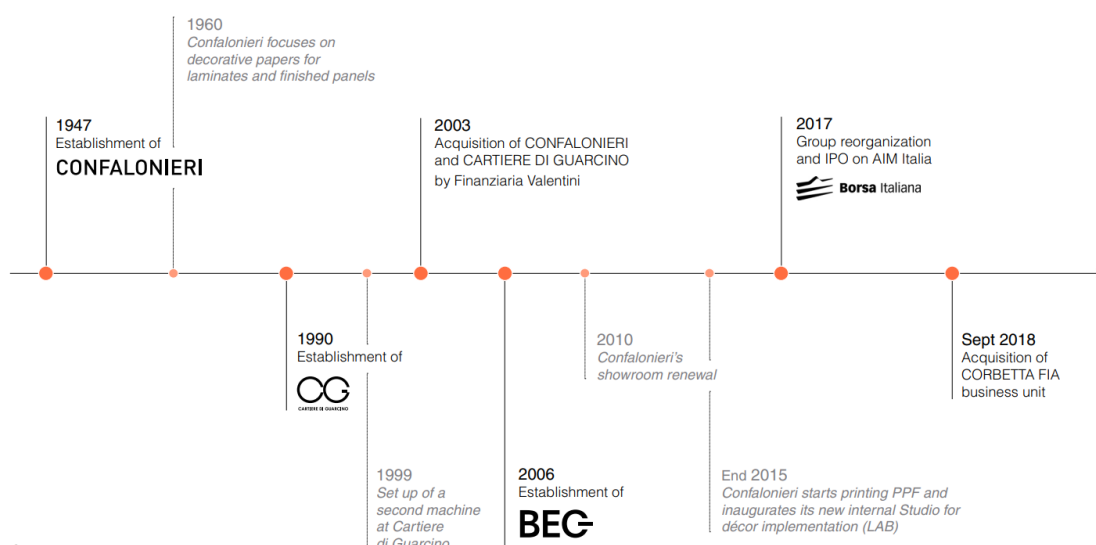 1960
Confalonieri focuses on
decorative papers for
laminates and finished panels
1947
Establishment of
CONFALONIERI
2003
Acquisition of CONFALONIERI
and CARTIERE DI GUARCINO
by Finanziaria Valentini
2017
Group reorganization
and IPO on AIM Italia
Borsa Italiana
1990
Establishment of
CG
CARTIERE DI GUARCINO
2010
Confalonieri's
showroom renewal
Sept 2018
Acquisition of
CORBETTA FIA
business unit
1999
Set up of a
second machine
at Cartiere
di Guarcino
2006
Establishment of
BEG
End 2015
Confalonieri starts printing PPF and
inaugurates its new internal Studio for
décor implementation (LAB)